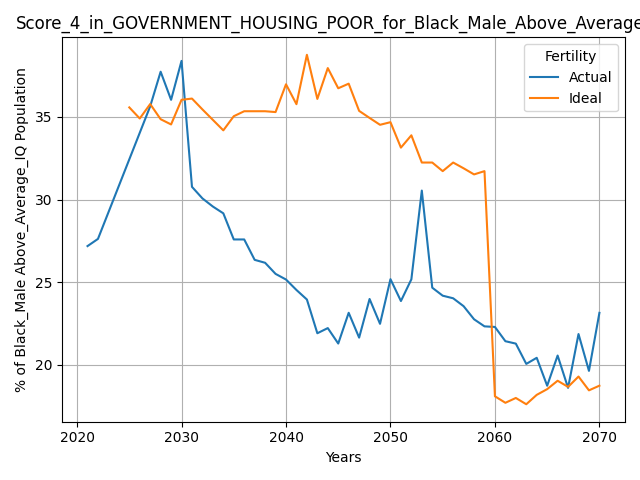 Score_4_in_GOVERNMENT_HOUSING_POOR_for_Black_Male_Above_Average
% of Black_Male Above_Average_IQ Population
35
30
25
20
Fertility
Actual
Ideal
2020 2030 2040 2050 2060 2070
Years